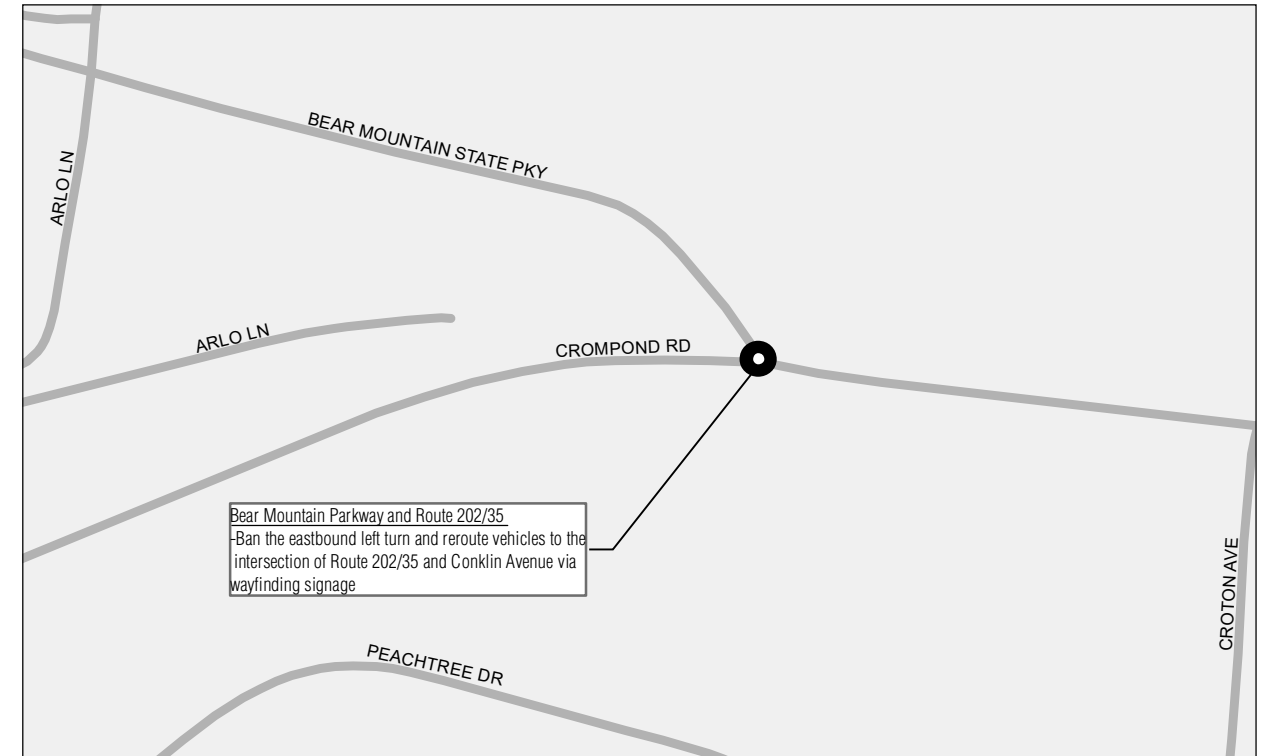 BEAR MOUNTAIN STATE PKY
ARLO LN
ARLO LN
CROMPOND RD
Bear Mountain Parkway and Route 202/35
-Ban the eastbound left turn and reroute vehicles to the
intersection of Route 202/35 and Conklin Avenue via
wayfinding signage
CROTON AVE
PEACHTREE DR